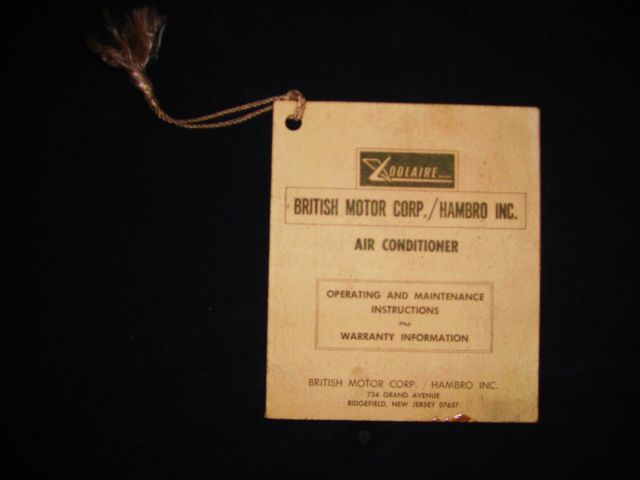 KOOLAIRE
BRITISH MOTOR CORP./HAMBRO INC.
AIR CONDITIONER
OPERATING AND MAINTENANCE
INSTRUCTIONS
WARRANTY INFORMATION
BRITISH MOTOR CORP. / HAMBRO INC.
734 GRAND AVENUE
RIDGEFIELD, NEW JERSEY 07657